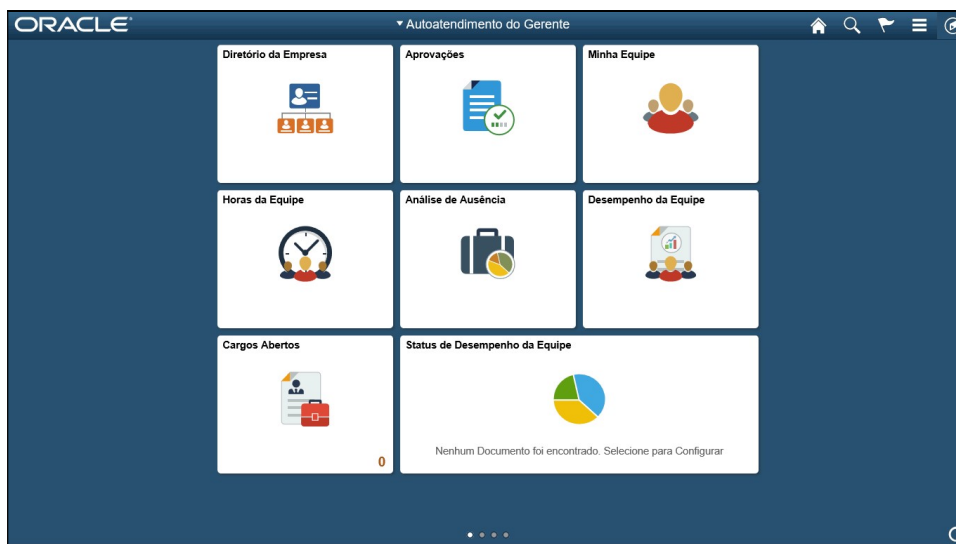 ORACLE
Autoatendimento do Gerente
Diretório da Empresa
Aprovações
Minha Equipe
Horas da Equipe
Análise de Ausência
Desempenho da Equipe
Cargos Abertos
0
Status de Desempenho da Equipe
Nenhum Documento foi encontrado. Selecione para Configurar